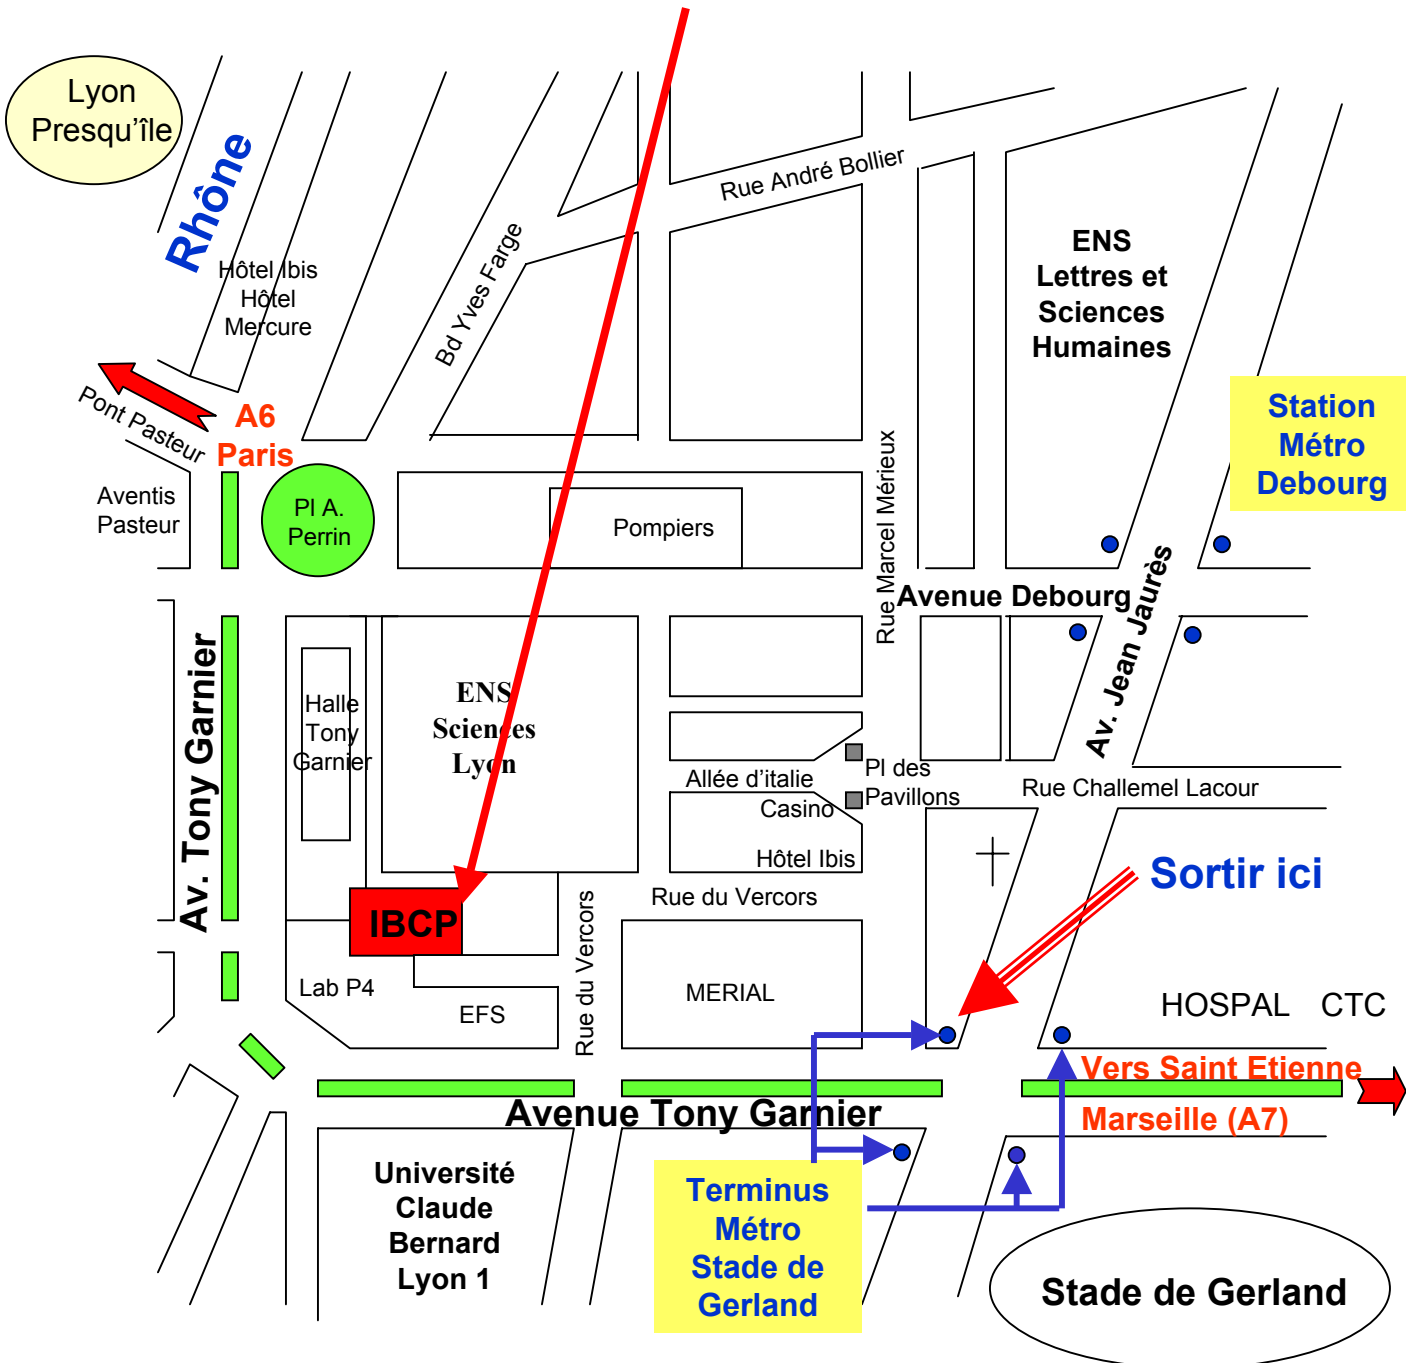 Lyon
Presqu'île
Rhône
Hôtel Ibis
Hôtel
Mercure
Bd Yves Farge
Rue André Bollier
ENS
Lettres et
Sciences
Humaines
Pont Pasteur
A6
Paris
Station
Métro
Debourg
Aventis
Pasteur
Pl A.
Perrin
Pompiers
Rue Marcel Mérieux
Avenue Debourg
Av. Jean Jaurès
Av. Tony Garnier
Halle
Tony
Garnier
ENS
Sciences
Lyon
Allée d'italie
Casino
Pl des
Pavillons
Rue Challemel Lacour
Hôtel Ibis
Sortir ici
Rue du Vercors
IBCP
Rue du Vercors
Lab P4
EFS
MERIAL
HOSPAL CTC
Vers Saint Etienne
Avenue Tony Garnier
Marseille (A7)
Université
Claude
Bernard
Lyon 1
Terminus
Métro
Stade de
Gerland
Stade de Gerland